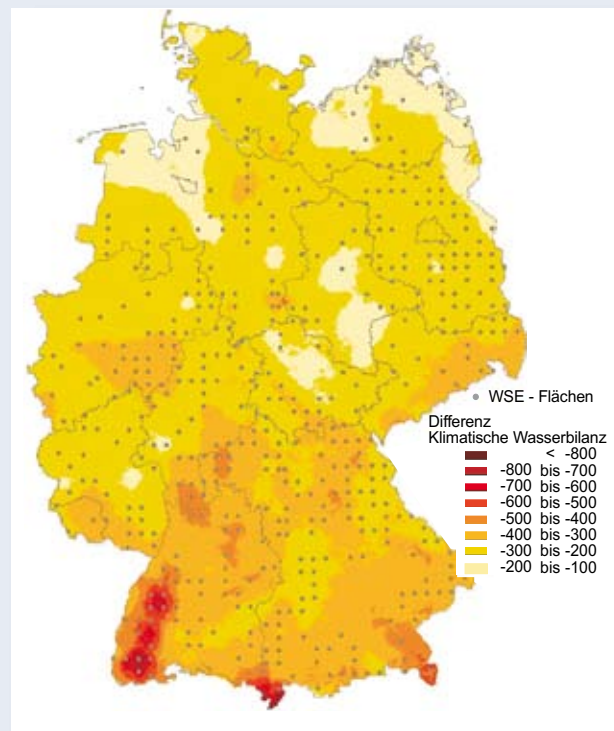 WSE - Flächen
Differenz
Klimatische Wasserbilanz
< -800
-800 bis -700
-700 bis -600
-600 bis -500
-500 bis -400
-400 bis -300
-300 bis -200
-200 bis -100